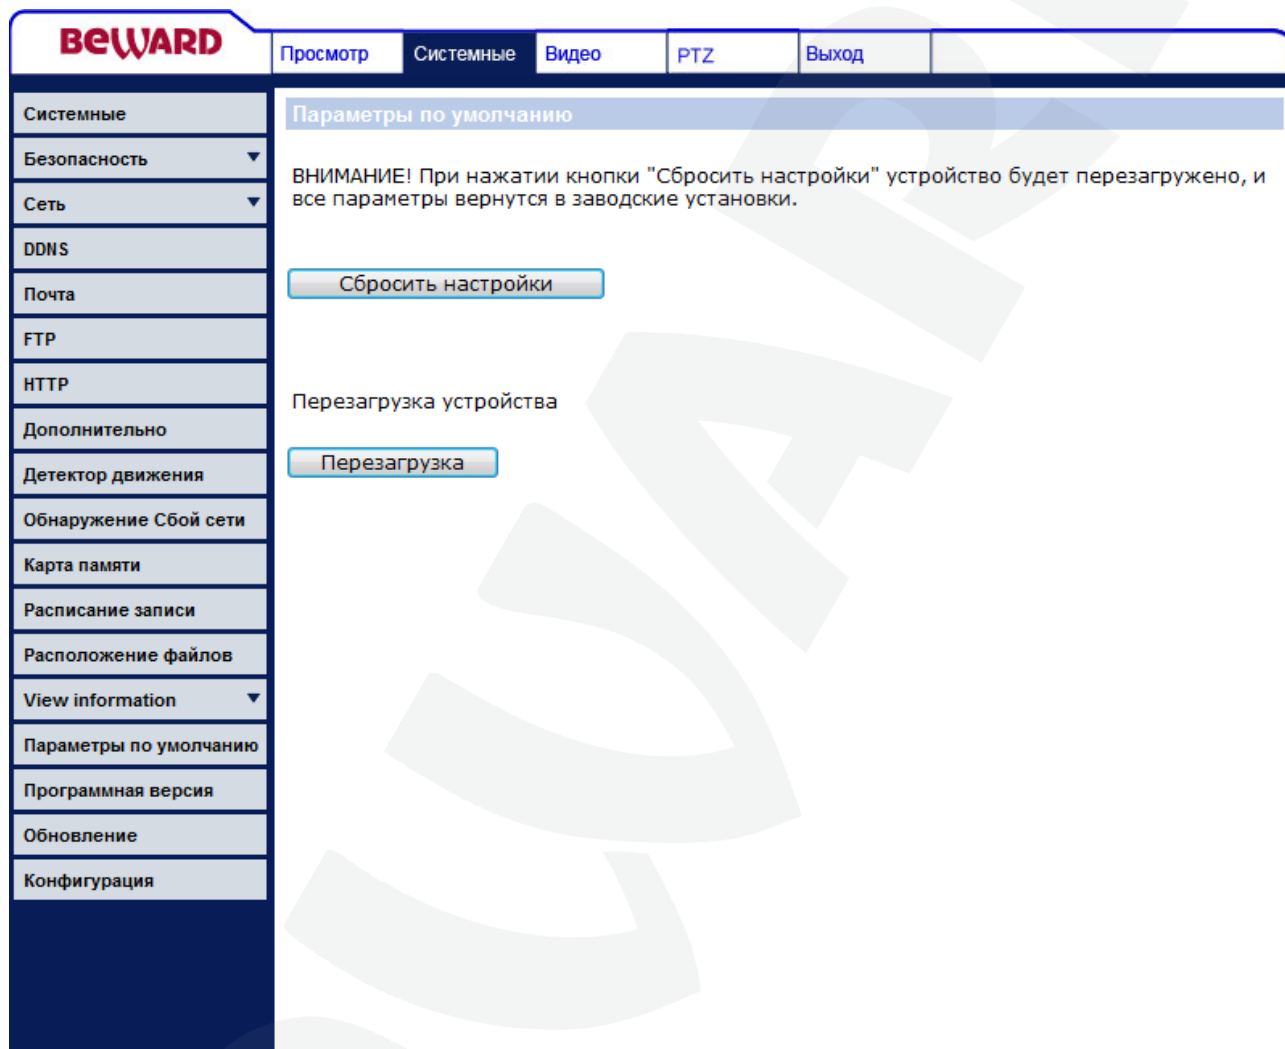 BEWARD
Просмотр
Системные
Видео
PTZ
Выход
Системные
Безопасность
Сеть
DDNS
Почта
FTP
HTTP
Дополнительно
Детектор движения
Обнаружение Сбой сети
Карта памяти
Расписание записи
Расположение файлов
View information
Параметры по умолчанию
Программная версия
Обновление
Конфигурация
Параметры по умолчанию
ВНИМАНИЕ! При нажатии кнопки "Сбросить настройки" устройство будет перезагружено, и
все параметры вернутся в заводские установки.
Сбросить настройки
Перезагрузка устройства
Перезагрузка